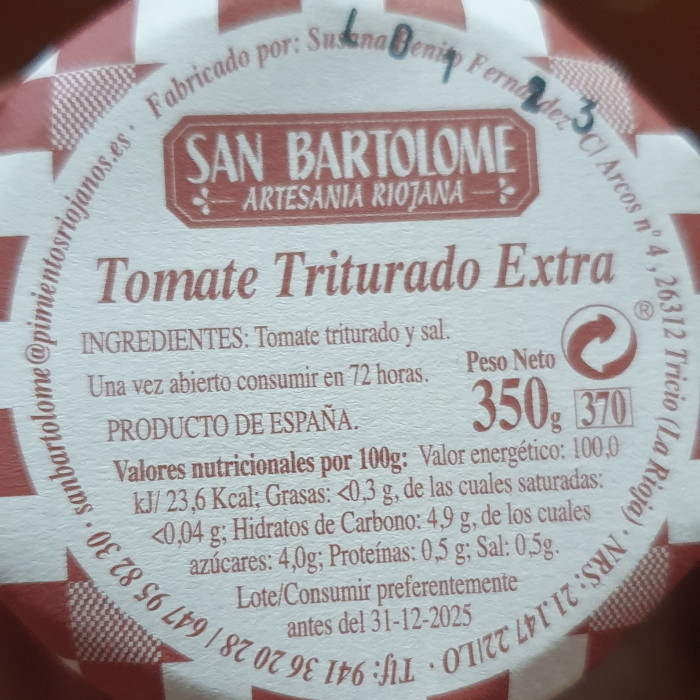 Fabricado por: Susana Benito Fernández C/ Arcos nº 4, 26312 Tricio (La Rioja) · NRS: 21.14722/LO · Tlf: 941 36 20 28 / 647 95 82 30 · sanbartolome@pimientosriojanos.es ·
L 0 1 23
SAN BARTOLOME
ARTESANIA RIOJANA
Tomate Triturado Extra
INGREDIENTES: Tomate triturado y sal.
Una vez abierto consumir en 72 horas.
PRODUCTO DE ESPAÑA.
Peso Neto
350g 370
®
Valores nutricionales por 100g: Valor energético: 100,0
kJ/ 23,6 Kcal; Grasas: <0,3 g, de las cuales saturadas:
<0,04 g; Hidratos de Carbono: 4,9 g, de los cuales
azúcares: 4,0g; Proteínas: 0,5 g; Sal: 0,5g.
Lote/Consumir preferentemente
antes del 31-12-2025